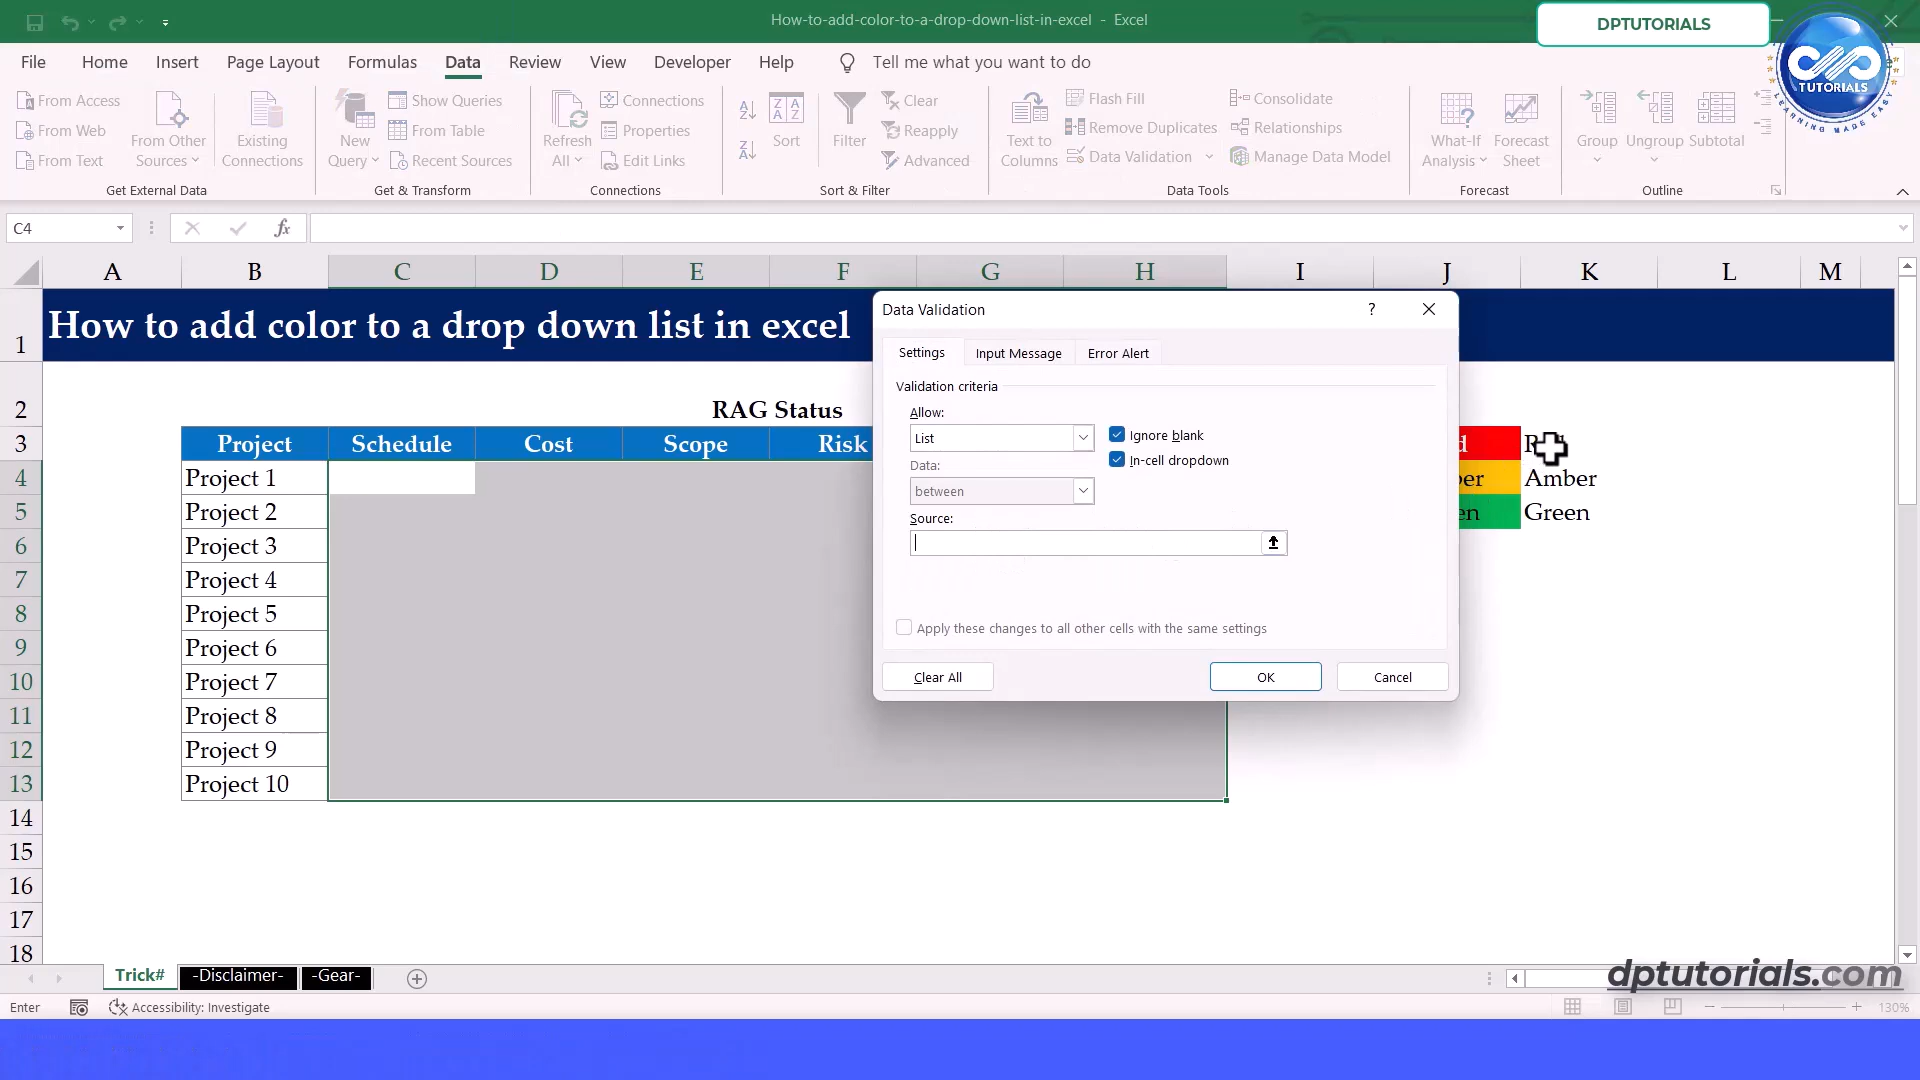 How-to-add-color-to-a-drop-down-list-in-excel - Excel
DPTUTORIALS
File Home Insert Page Layout Formulas Data Review View Developer Help Tell me what you want to do
TUTORIALS
LEARNING MADE EASY
From Access
From Web
From Text
From Other Sources
Existing Connections
Get External Data
New Query
Show Queries
From Table
Recent Sources
Get & Transform
Refresh All
Connections
Properties
Edit Links
Connections
Sort
Filter
Clear
Reapply
Advanced
Sort & Filter
Text to Columns
Flash Fill
Remove Duplicates
Data Validation
Consolidate
Relationships
Manage Data Model
Data Tools
What-If Analysis
Forecast Sheet
Forecast
Group
Ungroup
Subtotal
Outline
C4
fx
A B C D E F G H I J K L M
1 How to add color to a drop down list in excel
2 RAG Status
3 Project Schedule Cost Scope Risk
4 Project 1 Amber
5 Project 2 Green
6 Project 3
7 Project 4
8 Project 5
9 Project 6
10 Project 7
11 Project 8
12 Project 9
13 Project 10
14
15
16
17
18
Data Validation ?
Settings Input Message Error Alert
Validation criteria
Allow:
List
Ignore blank
In-cell dropdown
Data:
between
Source:
Apply these changes to all other cells with the same settings
Clear All OK Cancel
Trick# -Disclaimer- -Gear-
dptutorials.com
Enter Accessibility: Investigate 130%